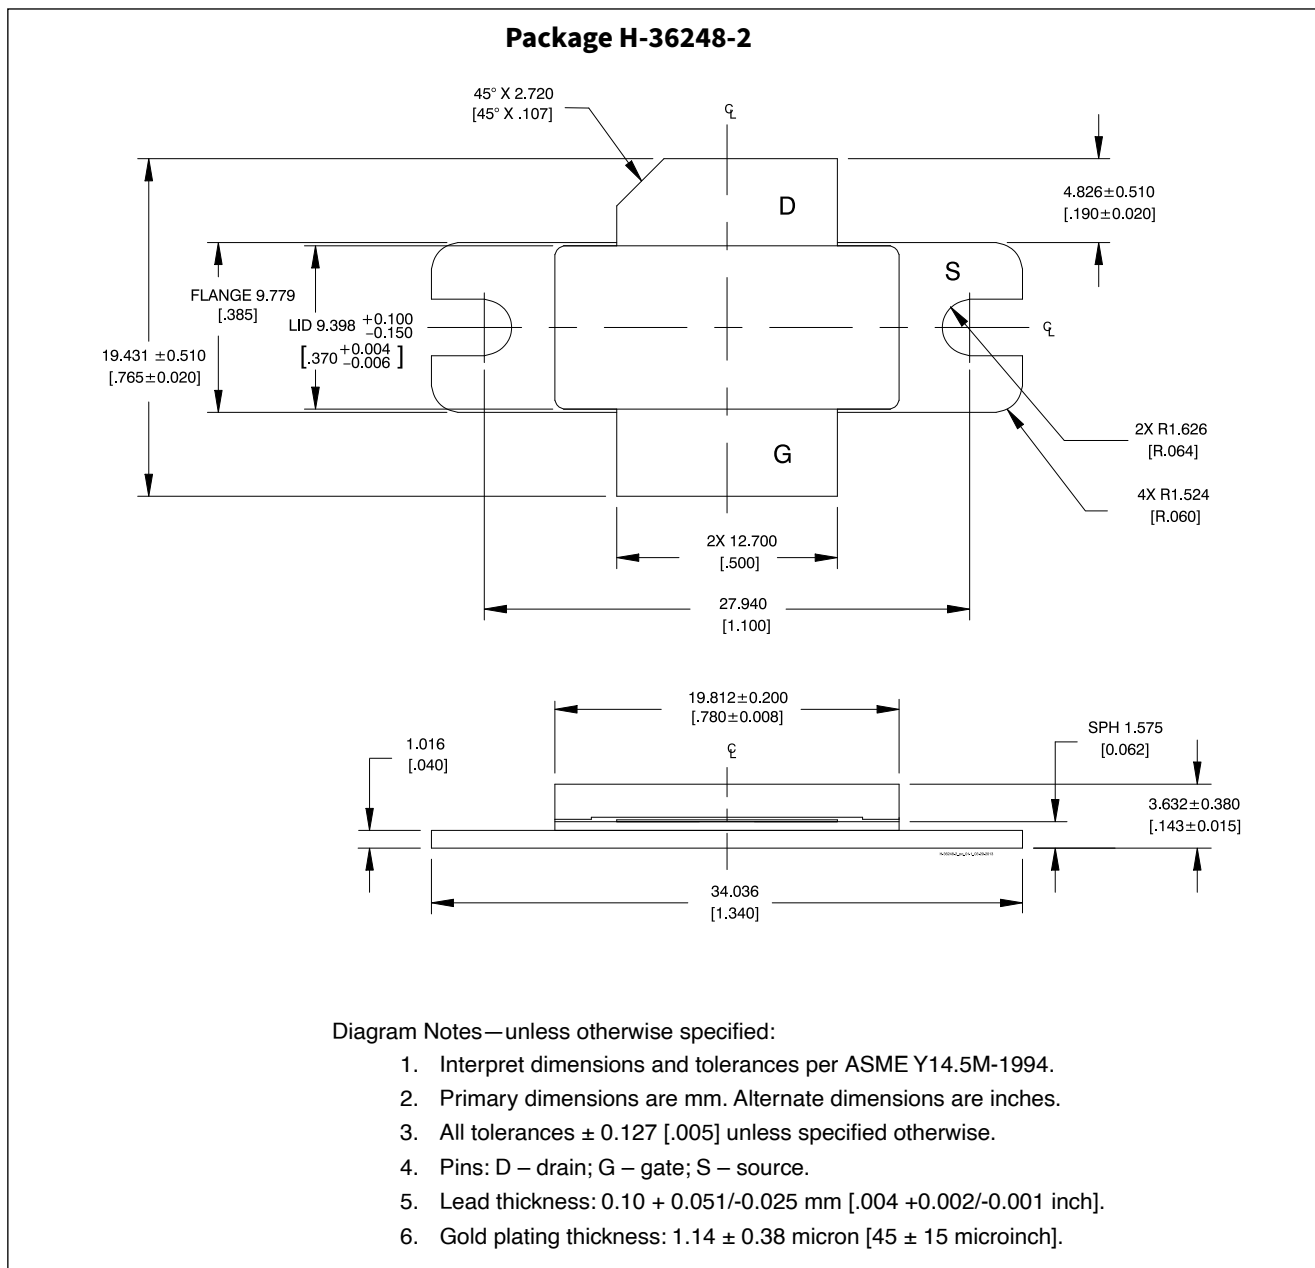 Package H-36248-2
45° X 2.720
[45° X .107]
℄
D
4.826±0.510
[.190±0.020]
S
FLANGE 9.779
[.385]
LID 9.398 +0.100
-0.150
[.370 +0.004
-0.006 ]
℄
19.431 ±0.510
[.765±0.020]
2X R1.626
[R.064]
G
4X R1.524
[R.060]
2X 12.700
[.500]
27.940
[1.100]
19.812±0.200
[.780±0.008]
SPH 1.575
[0.062]
1.016
[.040]
℄
3.632±0.380
[.143±0.015]
34.036
[1.340]
Diagram Notes—unless otherwise specified:
1. Interpret dimensions and tolerances per ASME Y14.5M-1994.
2. Primary dimensions are mm. Alternate dimensions are inches.
3. All tolerances ± 0.127 [.005] unless specified otherwise.
4. Pins: D – drain; G – gate; S – source.
5. Lead thickness: 0.10 + 0.051/-0.025 mm [.004 +0.002/-0.001 inch].
6. Gold plating thickness: 1.14 ± 0.38 micron [45 ± 15 microinch].